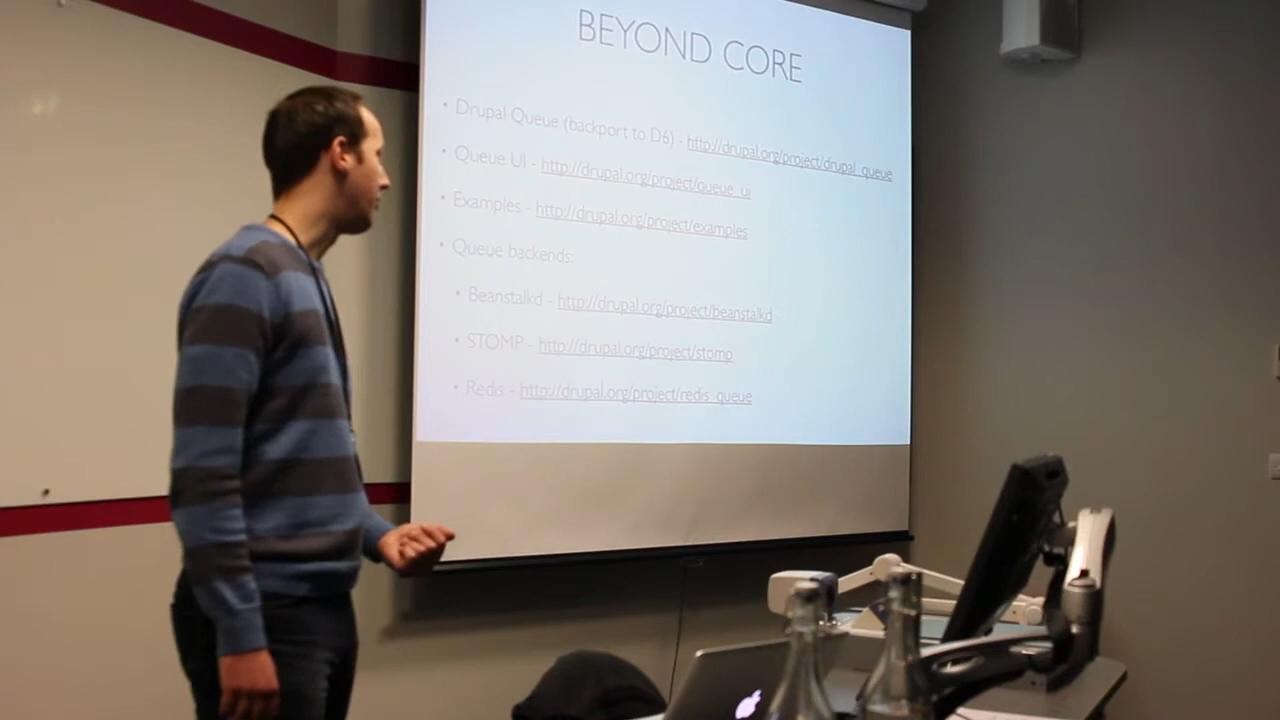 BEYOND CORE
• Drupal Queue (backport to D6) - http://drupal.org/project/drupal_queue
• Queue UI - http://drupal.org/project/queue_ui
• Examples - http://drupal.org/project/examples
• Queue backends:
• Beanstalkd - http://drupal.org/project/beanstalkd
• STOMP - http://drupal.org/project/stomp
• Redis - http://drupal.org/project/redis_queue